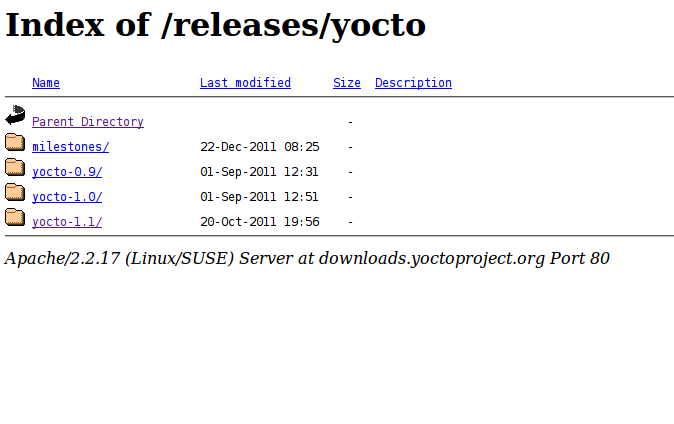 Index of /releases/yocto
Name Last modified Size Description
Parent Directory -
milestones/ 22-Dec-2011 08:25 -
yocto-0.9/ 01-Sep-2011 12:31 -
yocto-1.0/ 01-Sep-2011 12:51 -
yocto-1.1/ 20-Oct-2011 19:56 -
Apache/2.2.17 (Linux/SUSE) Server at downloads.yoctoproject.org Port 80